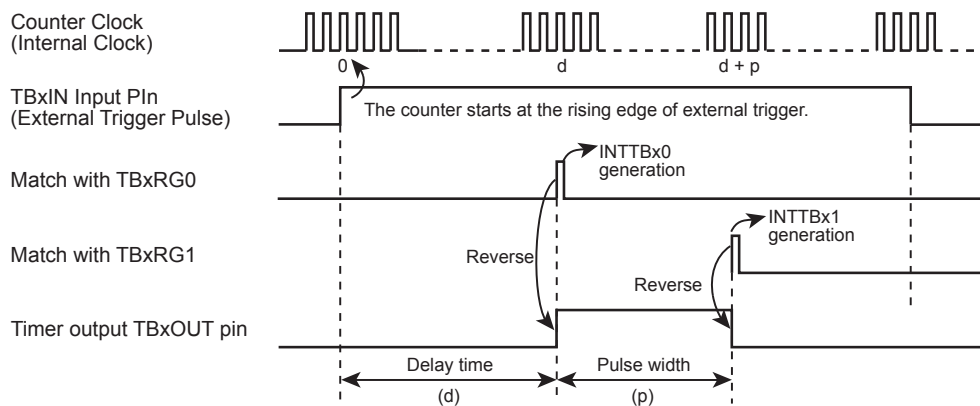 Counter Clock
(Internal Clock)
0
d
d + p
TBxIN Input PIn
(External Trigger Pulse)
The counter starts at the rising edge of external trigger.
INTTBx0
generation
Match with TBxRG0
INTTBx1
generation
Match with TBxRG1
Reverse
Reverse
Timer output TBxOUT pin
Delay time
Pulse width
(d)
(p)